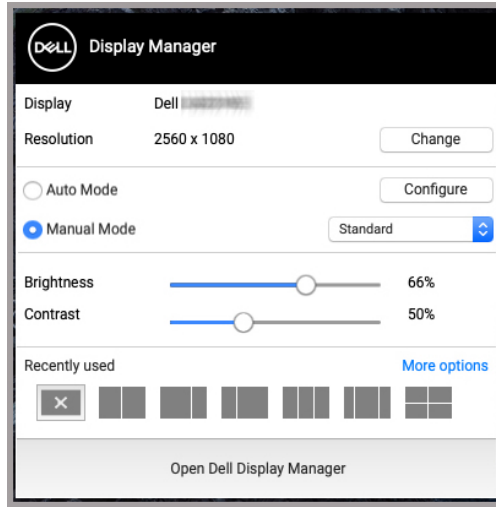 DELL Display Manager
Display Dell
Resolution 2560 x 1080 Change
Auto Mode Configure
Manual Mode Standard
Brightness 66%
Contrast 50%
Recently used More options
Open Dell Display Manager